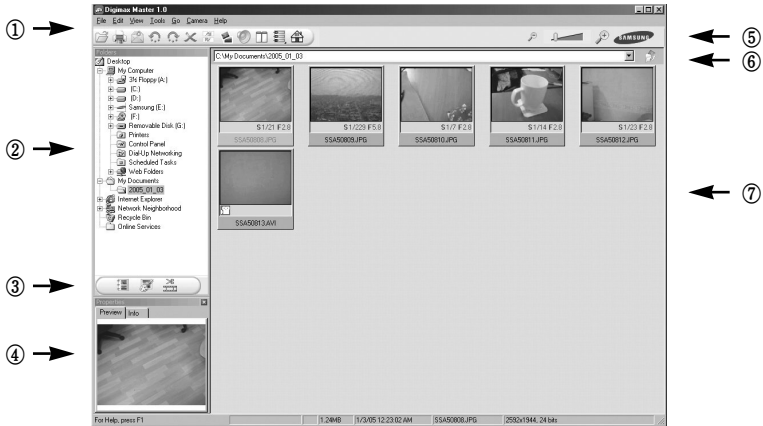 Digimax Master 1.0
File Edit View Tools Go Camera Help
①
SAMSUNG
⑤
Folders
C:\My Documents\2005_01_03
⑥
Desktop
My Computer
3½ Floppy (A:)
(C:)
(D:)
Samsung (E:)
(F:)
Removable Disk (G:)
Printers
Control Panel
Dial-Up Networking
Scheduled Tasks
Web Folders
My Documents
2005_01_03
Internet Explorer
Network Neighborhood
Recycle Bin
Online Services
②
S1/21 F2.8
SSA50808.JPG
S1/229 F5.8
SSA50809.JPG
S1/7 F2.8
SSA50810.JPG
S1/14 F2.8
SSA50811.JPG
S1/23 F2.8
SSA50812.JPG
SSA50813.AVI
⑦
③
Properties
Preview Info
④
For Help, press F1
1.24MB 1/3/05 12:23:02 AM SSA50808.JPG 2592x1944, 24 bits